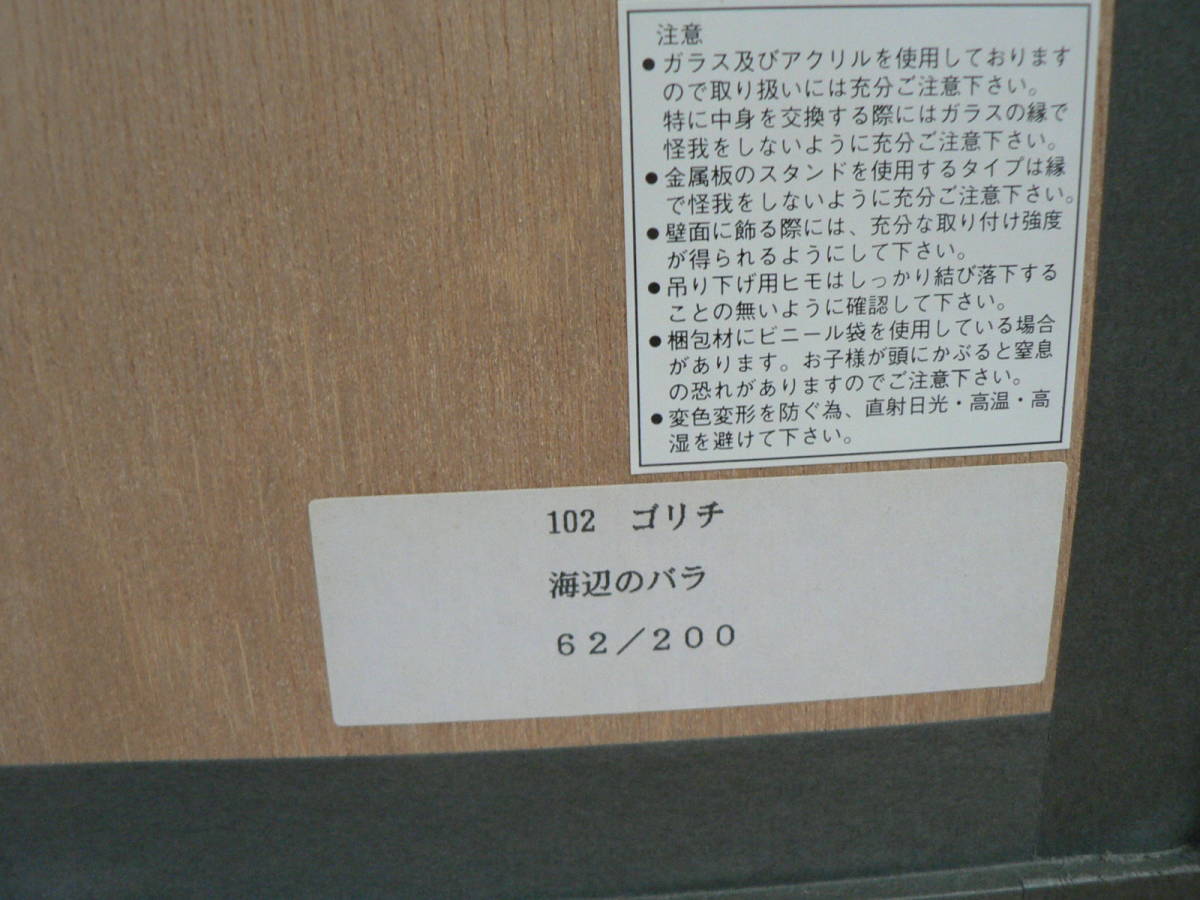 注意
●ガラス及びアクリルを使用しております
ので取り扱いには充分ご注意下さい。
特に中身を交換する際にはガラスの縁で
怪我をしないように充分ご注意下さい。
●金属板のスタンドを使用するタイプは縁
で怪我をしないように充分ご注意下さい。
●壁面に飾る際には、充分な取り付け強度
が得られるようにして下さい。
●吊り下げ用ヒモはしっかり結び落下する
ことの無いように確認して下さい。
●梱包材にビニール袋を使用している場合
があります。お子様が頭にかぶると窒息
の恐れがありますのでご注意下さい。
●変色変形を防ぐ為、直射日光・高温・高
湿を避けて下さい。
102　ゴリチ
海辺のバラ
６２／２００